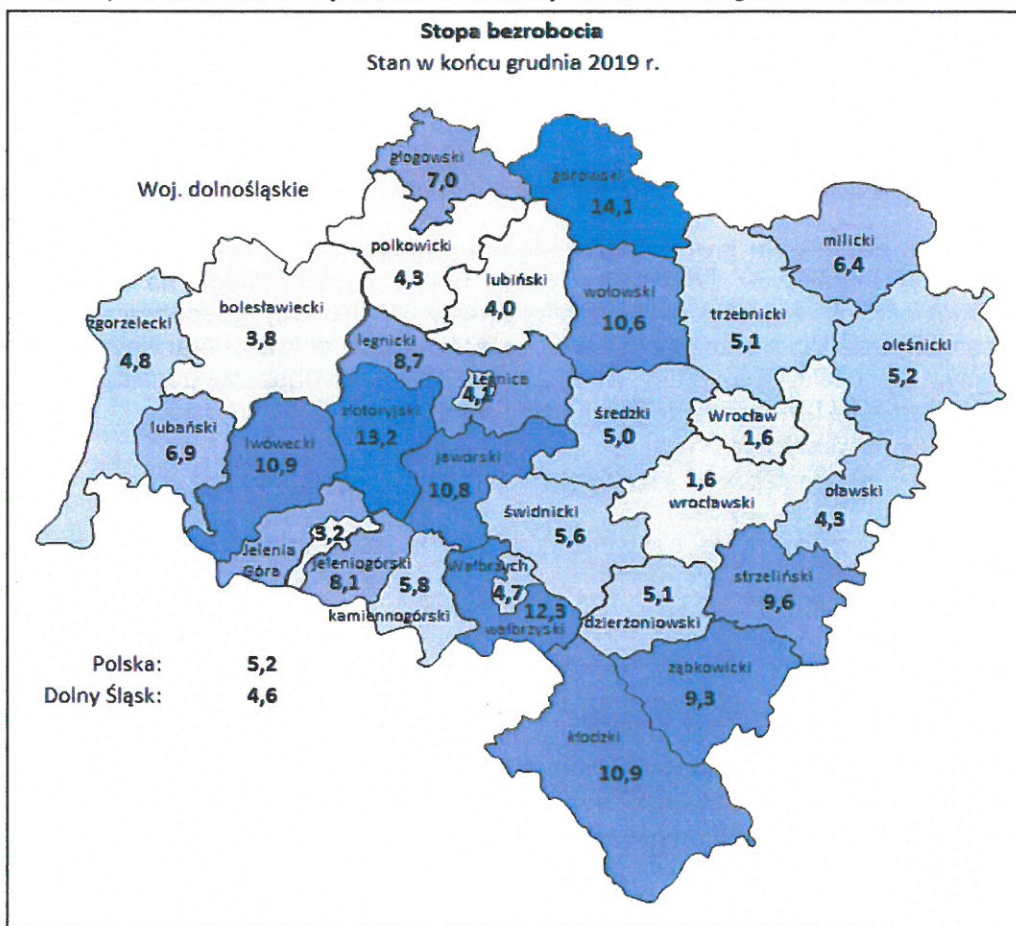 Stopa bezrobocia
Stan w końcu grudnia 2019 r.
Woj. dolnośląskie
głogowski
7,0
górowski
14,1
milicki
6,4
polkowicki
4,3
lubiński
4,0
wołowski
10,6
trzebnicki
5,1
oleśnicki
5,2
bolesławiecki
3,8
zgorzelecki
4,8
legnicki
8,7
Legnica
4,1
średzki
5,0
Wrocław
1,6
lubański
6,9
lwówecki
10,9
złotoryjski
13,2
jaworski
10,8
1,6
wrocławski
oławski
4,3
świdnicki
5,6
3,2
Jelenia
Góra
jeleniogórski
8,1
5,8
kamiennogórski
Wałbrzych
4,7
12,3
wałbrzyski
5,1
dzierżoniowski
strzeliński
9,6
ząbkowicki
9,3
kłodzki
10,9
Polska: 5,2
Dolny Śląsk: 4,6